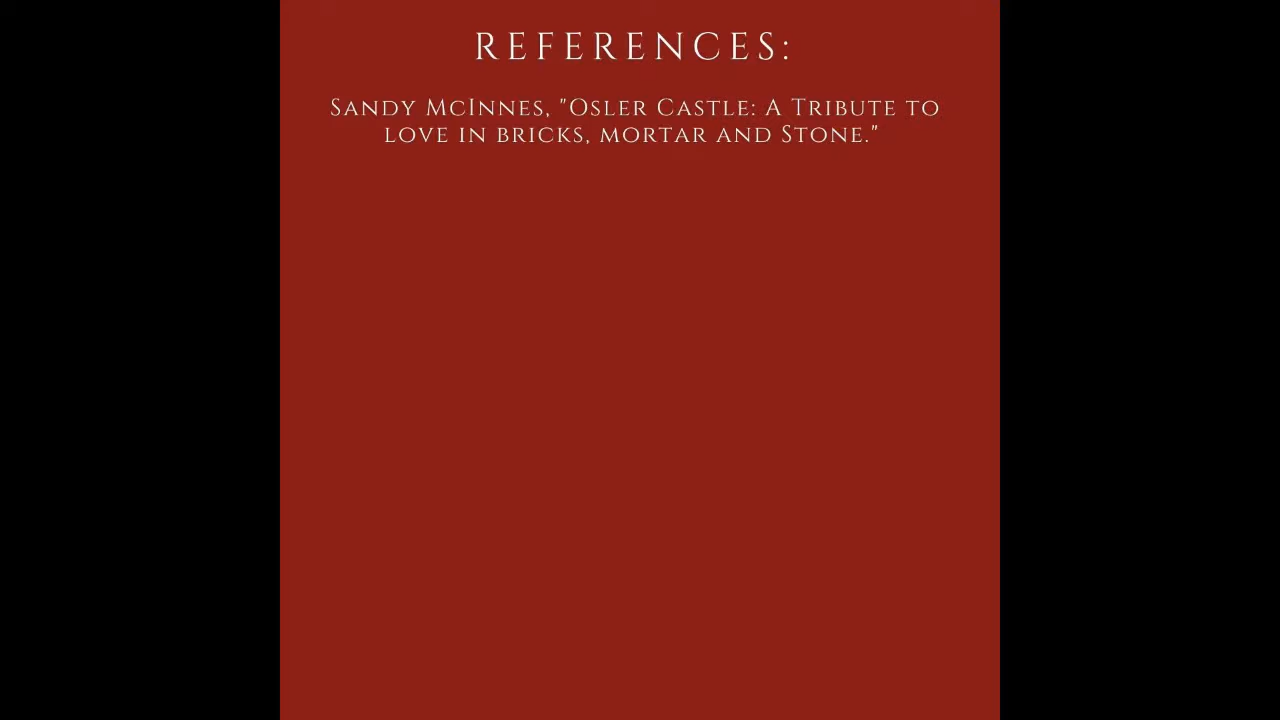 REFERENCES:
SANDY MCINNES, "OSLER CASTLE: A TRIBUTE TO
LOVE IN BRICKS, MORTAR AND STONE."